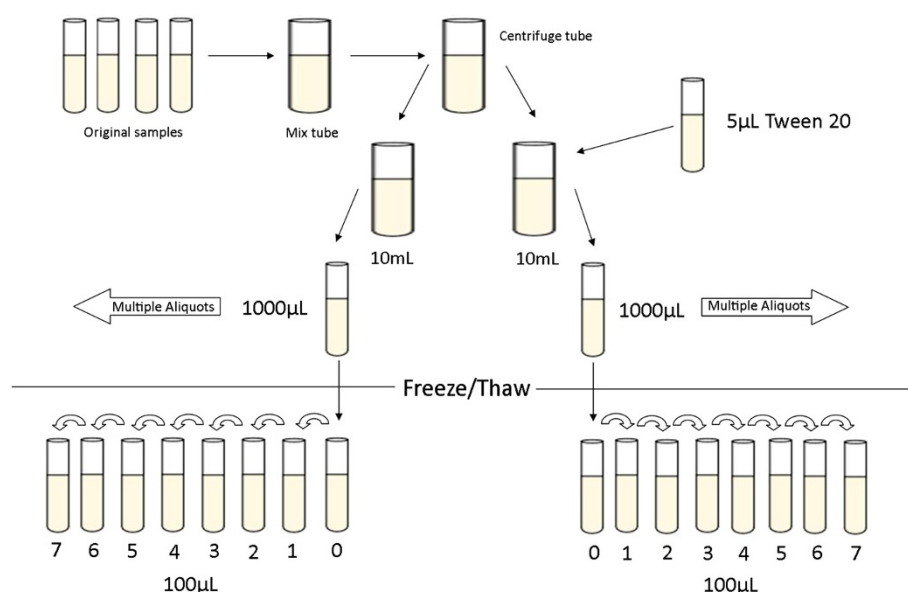 Centrifuge tube
Original samples
Mix tube
5µL Tween 20
10mL
10mL
Multiple Aliquots
1000µL
1000µL
Multiple Aliquots
Freeze/Thaw
7 6 5 4 3 2 1 0
0 1 2 3 4 5 6 7
100µL
100µL